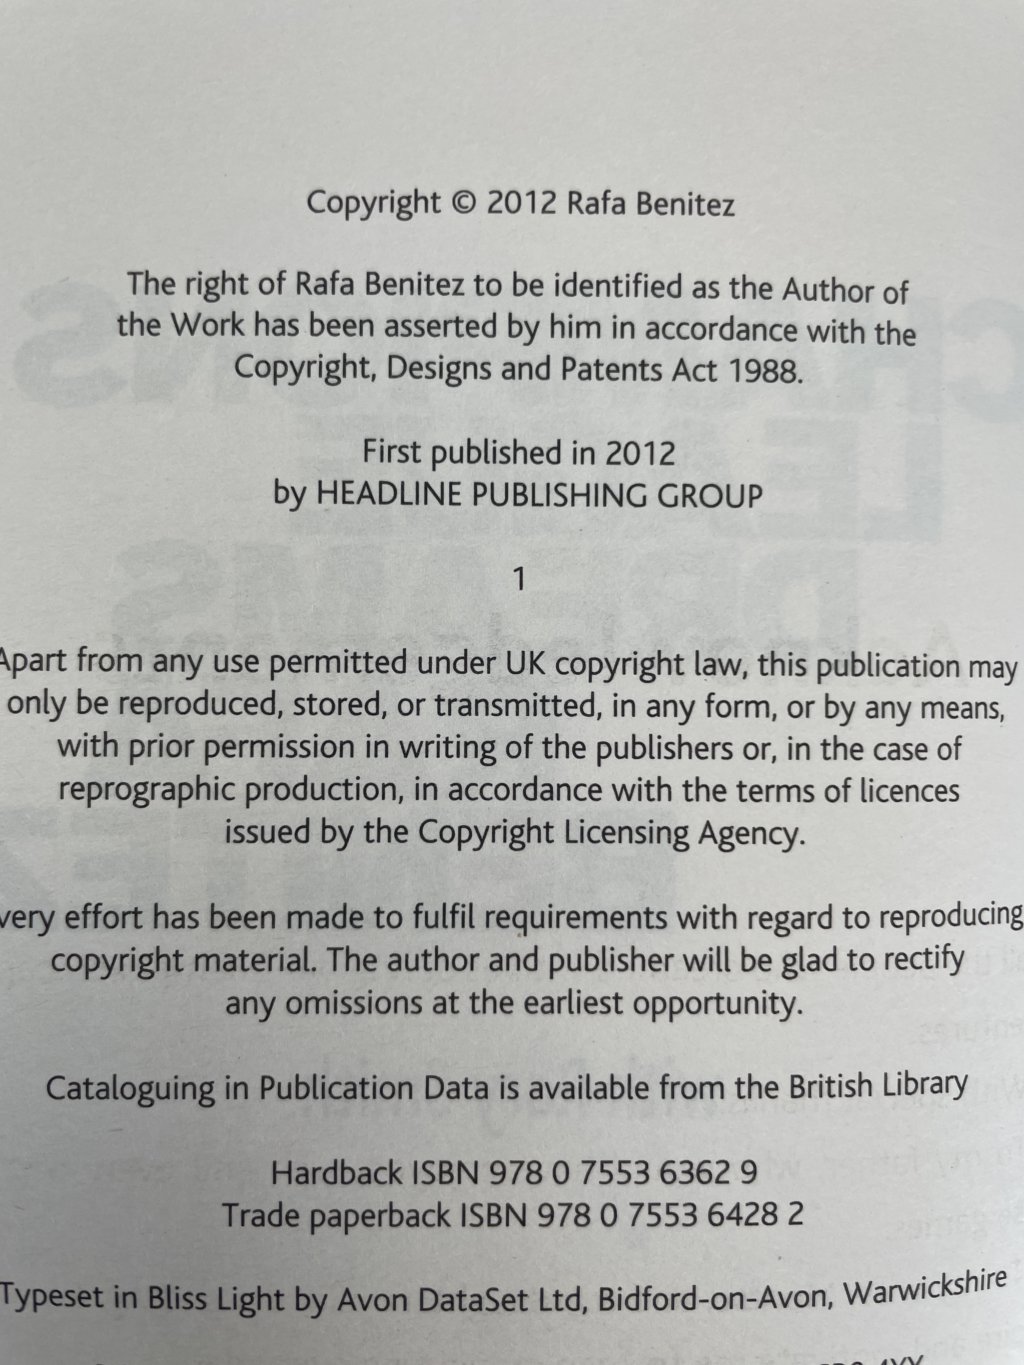 Copyright © 2012 Rafa Benitez
The right of Rafa Benitez to be identified as the Author of
the Work has been asserted by him in accordance with the
Copyright, Designs and Patents Act 1988.
First published in 2012
by HEADLINE PUBLISHING GROUP
1
Apart from any use permitted under UK copyright law, this publication may
only be reproduced, stored, or transmitted, in any form, or by any means,
with prior permission in writing of the publishers or, in the case of
reprographic production, in accordance with the terms of licences
issued by the Copyright Licensing Agency.
very effort has been made to fulfil requirements with regard to reproducing
copyright material. The author and publisher will be glad to rectify
any omissions at the earliest opportunity.
Cataloguing in Publication Data is available from the British Library
Hardback ISBN 978 0 7553 6362 9
Trade paperback ISBN 978 0 7553 6428 2
Typeset in Bliss Light by Avon DataSet Ltd, Bidford-on-Avon, Warwickshire